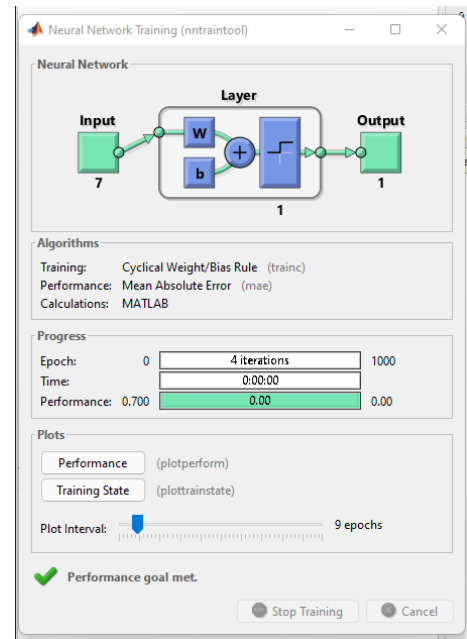 Neural Network Training (nntraintool)
Neural Network
Layer
Input
Output
W
b
+
7
1
1
Algorithms
Training: Cyclical Weight/Bias Rule (trainc)
Performance: Mean Absolute Error (mae)
Calculations: MATLAB
Progress
Epoch: 0 4 iterations 1000
Time: 0:00:00
Performance: 0.700 0.00 0.00
Plots
Performance (plotperform)
Training State (plottrainstate)
Plot Interval: 9 epochs
Performance goal met.
Stop Training Cancel